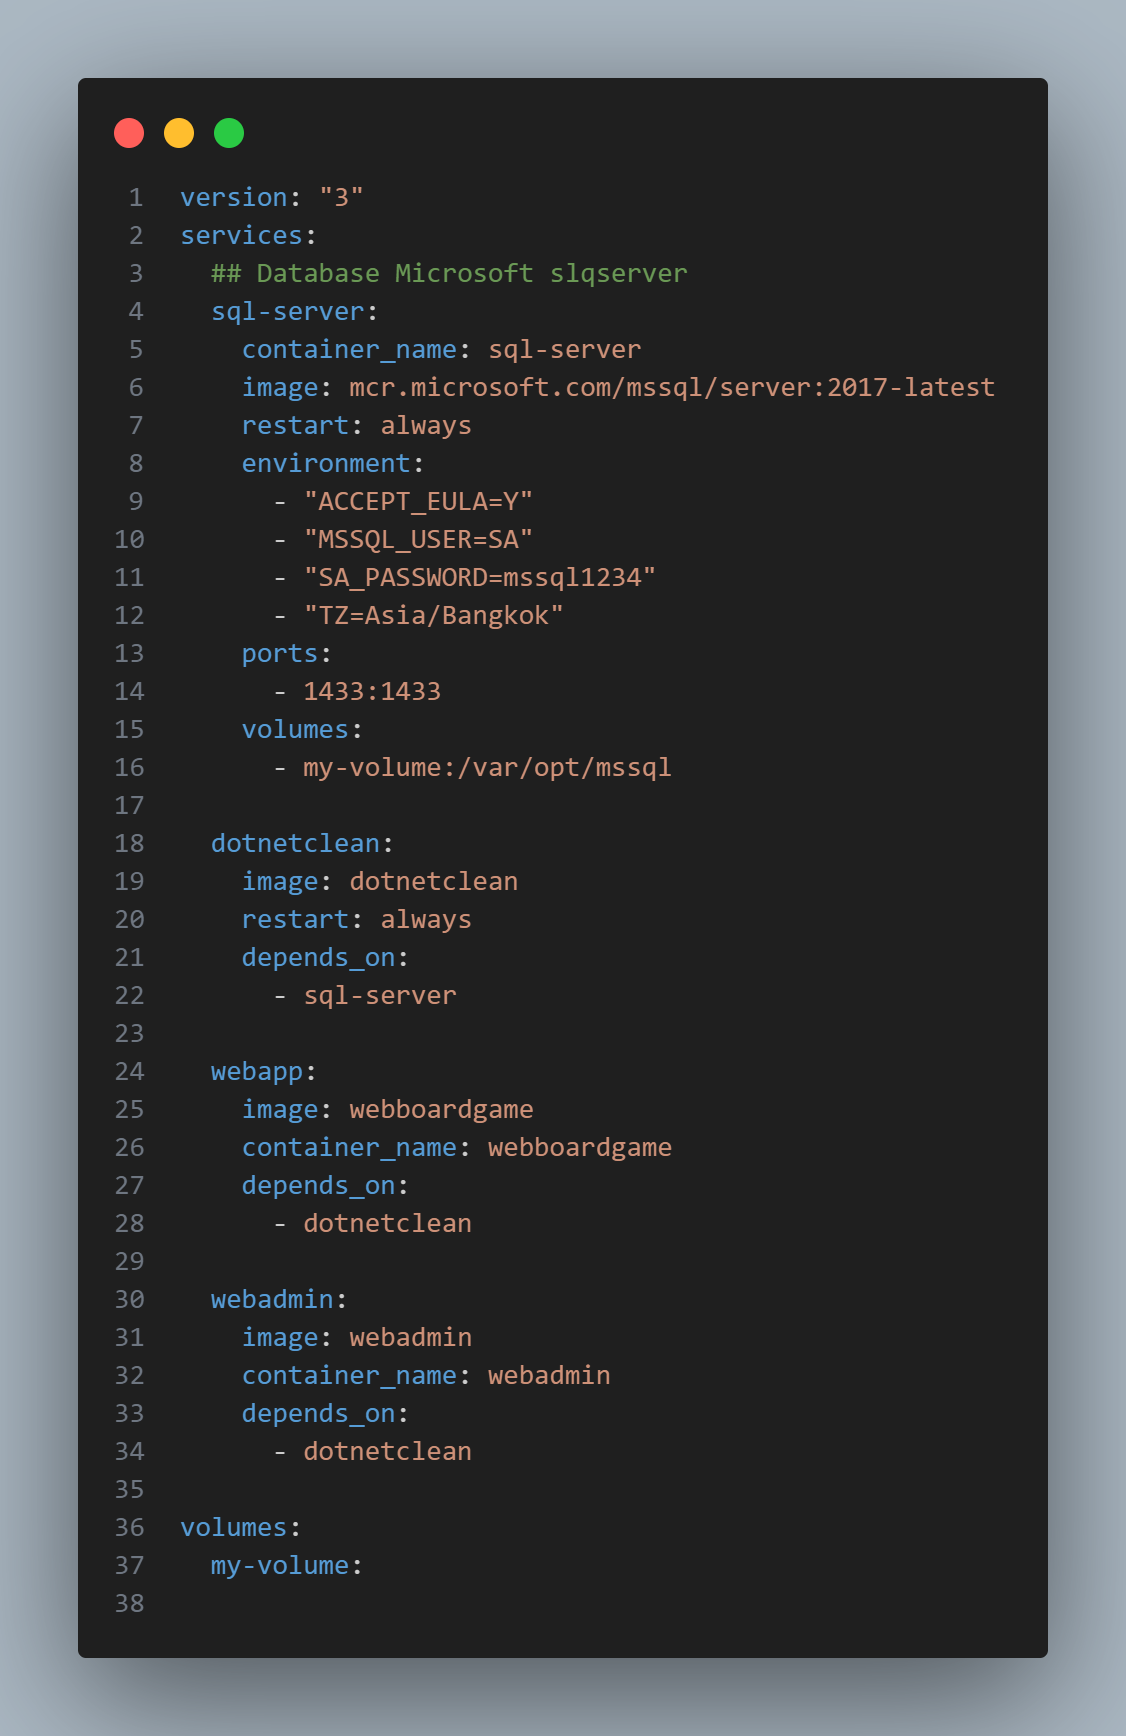 1 version: "3"
2 services:
3   ## Database Microsoft slqserver
4   sql-server:
5     container_name: sql-server
6     image: mcr.microsoft.com/mssql/server:2017-latest
7     restart: always
8     environment:
9       - "ACCEPT_EULA=Y"
10       - "MSSQL_USER=SA"
11       - "SA_PASSWORD=mssql1234"
12       - "TZ=Asia/Bangkok"
13     ports:
14       - 1433:1433
15     volumes:
16       - my-volume:/var/opt/mssql
17
18   dotnetclean:
19     image: dotnetclean
20     restart: always
21     depends_on:
22       - sql-server
23
24   webapp:
25     image: webboardgame
26     container_name: webboardgame
27     depends_on:
28       - dotnetclean
29
30   webadmin:
31     image: webadmin
32     container_name: webadmin
33     depends_on:
34       - dotnetclean
35
36 volumes:
37   my-volume:
38